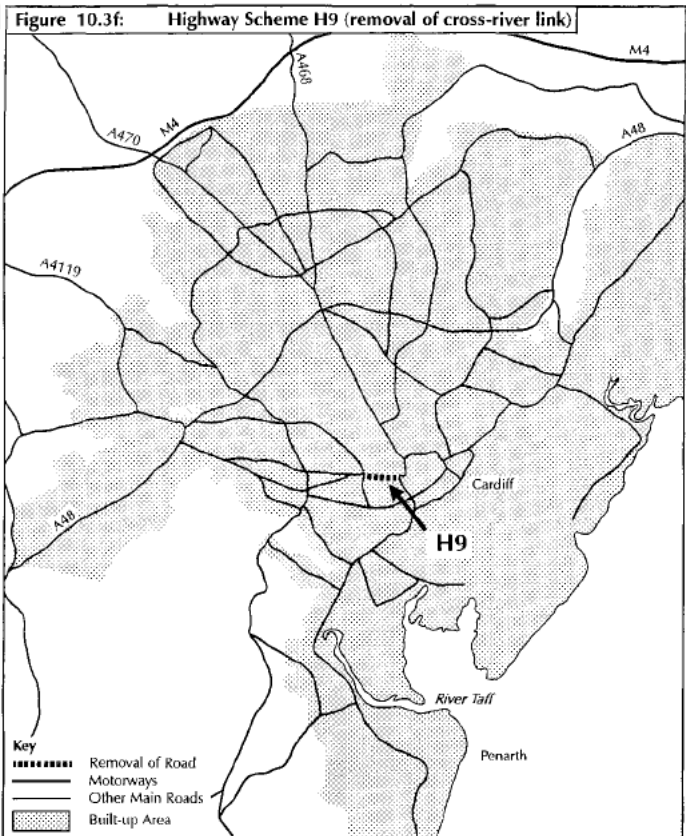 Figure 10.3f: Highway Scheme H9 (removal of cross-river link)
M4
A468
A470
M4
A48
A4119
Cardiff
H9
A48
River Taff
Penarth
Key
Removal of Road
Motorways
Other Main Roads
Built-up Area